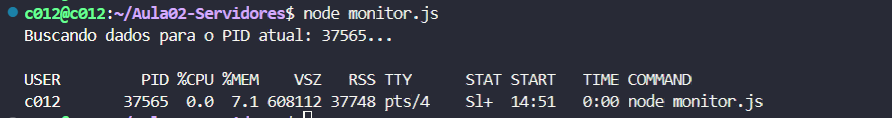 c012@c012:~/Aula02-Servidores$ node monitor.js
Buscando dados para o PID atual: 37565...
USER PID %CPU %MEM VSZ RSS TTY STAT START TIME COMMAND
c012 37565 0.0 7.1 608112 37748 pts/4 Sl+ 14:51 0:00 node monitor.js